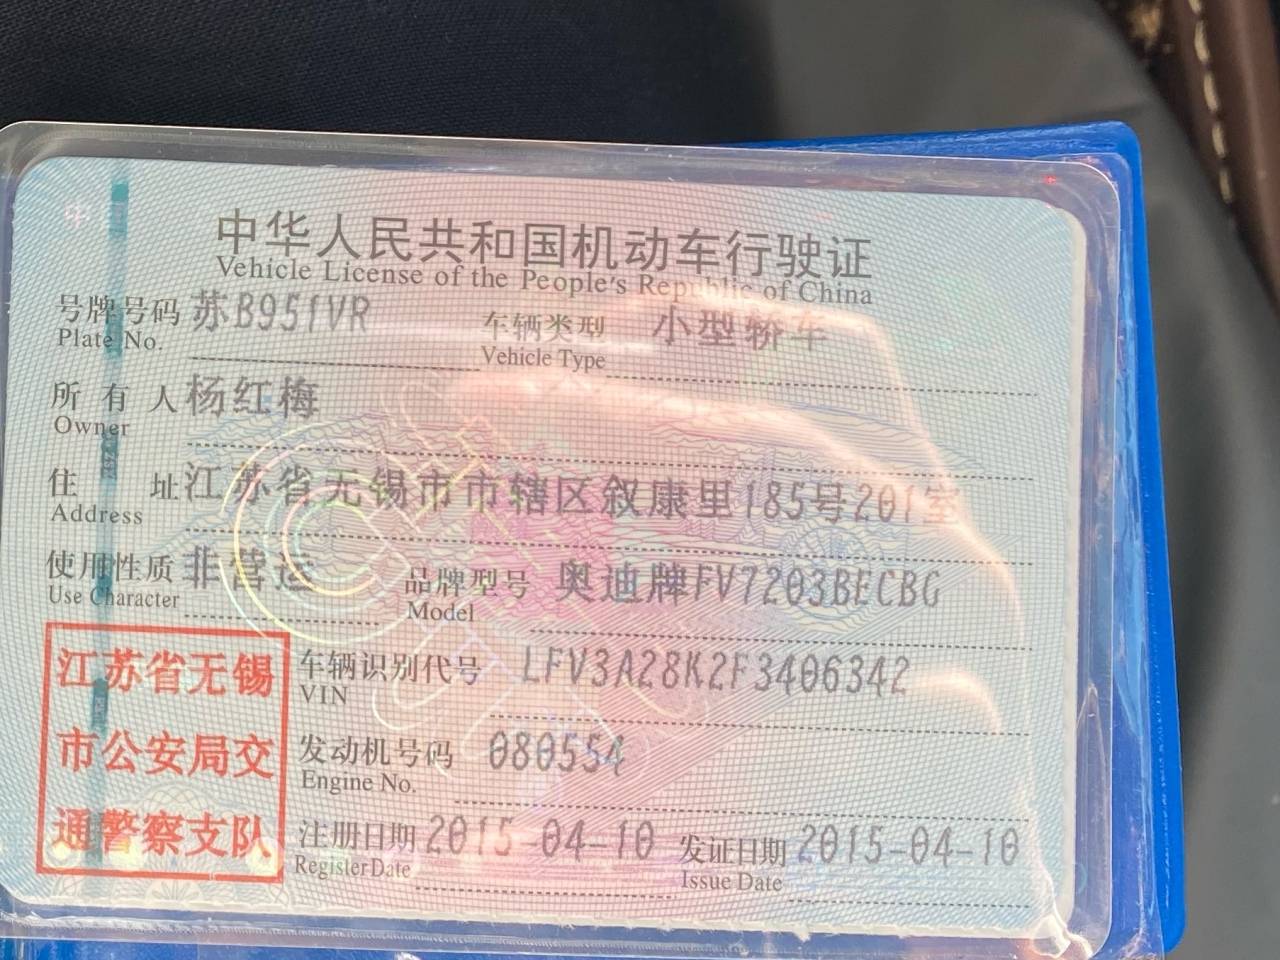 中华人民共和国机动车行驶证
Vehicle License of the People's Republic of China
号牌号码 苏B951VR 车辆类型 小型轿车
Plate No. Vehicle Type
所有人 杨红梅
Owner
住址 江苏省无锡市市辖区叙康里185号201室
Address
使用性质 非营运 品牌型号 奥迪牌FV7203BECBG
Use Character Model
江苏省无锡
市公安局交
通警察支队
车辆识别代号 LFV3A28K2F3406342
VIN
发动机号码 080554
Engine No.
注册日期 2015-04-10 发证日期 2015-04-10
Register Date Issue Date